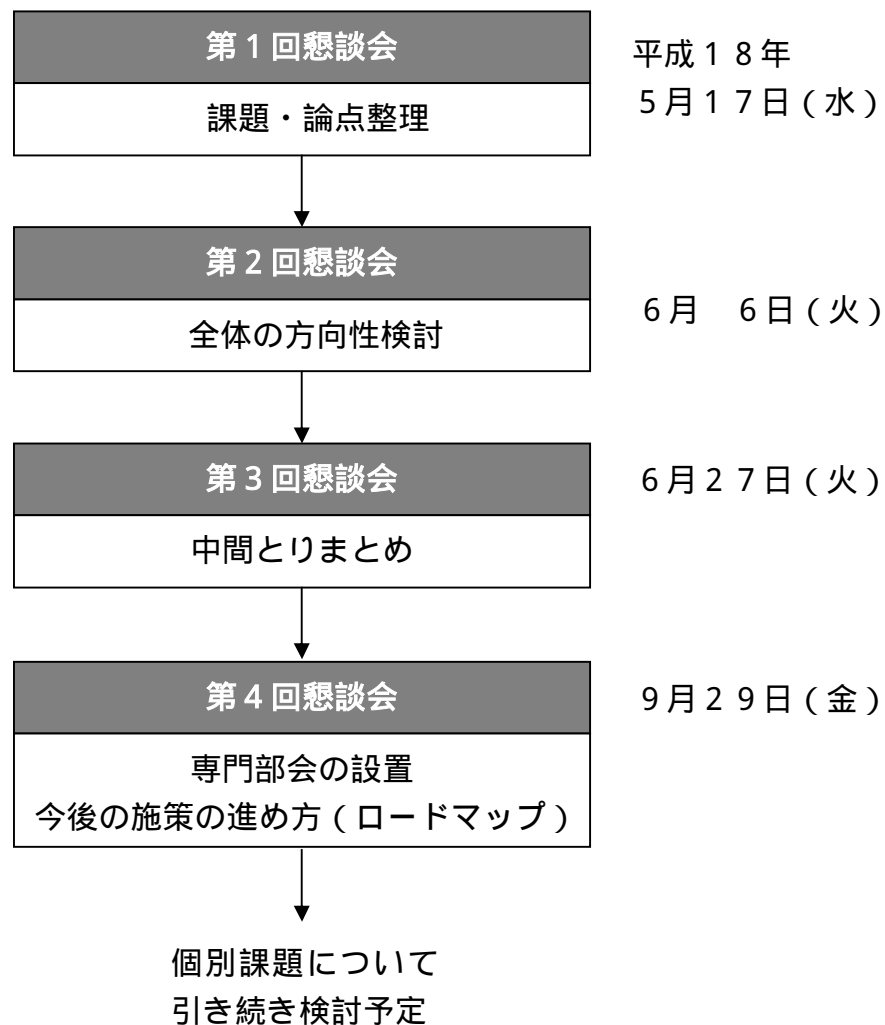 第１回懇談会
平成１８年
５月１７日（水）
課題・論点整理
第２回懇談会
６月　６日（火）
全体の方向性検討
第３回懇談会
６月２７日（火）
中間とりまとめ
第４回懇談会
９月２９日（金）
専門部会の設置
今後の施策の進め方（ロードマップ）
個別課題について
引き続き検討予定